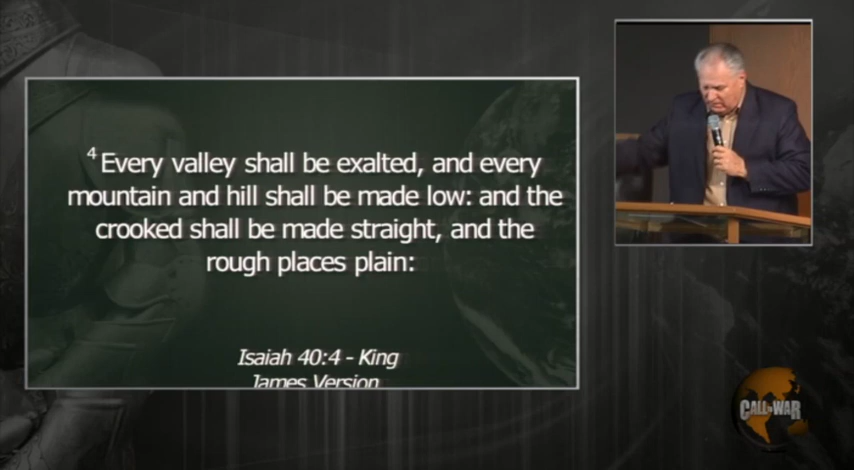 4 Every valley shall be exalted, and every
mountain and hill shall be made low: and the
crooked shall be made straight, and the
rough places plain:
Isaiah 40:4 - King
James Version
CALL TO WAR